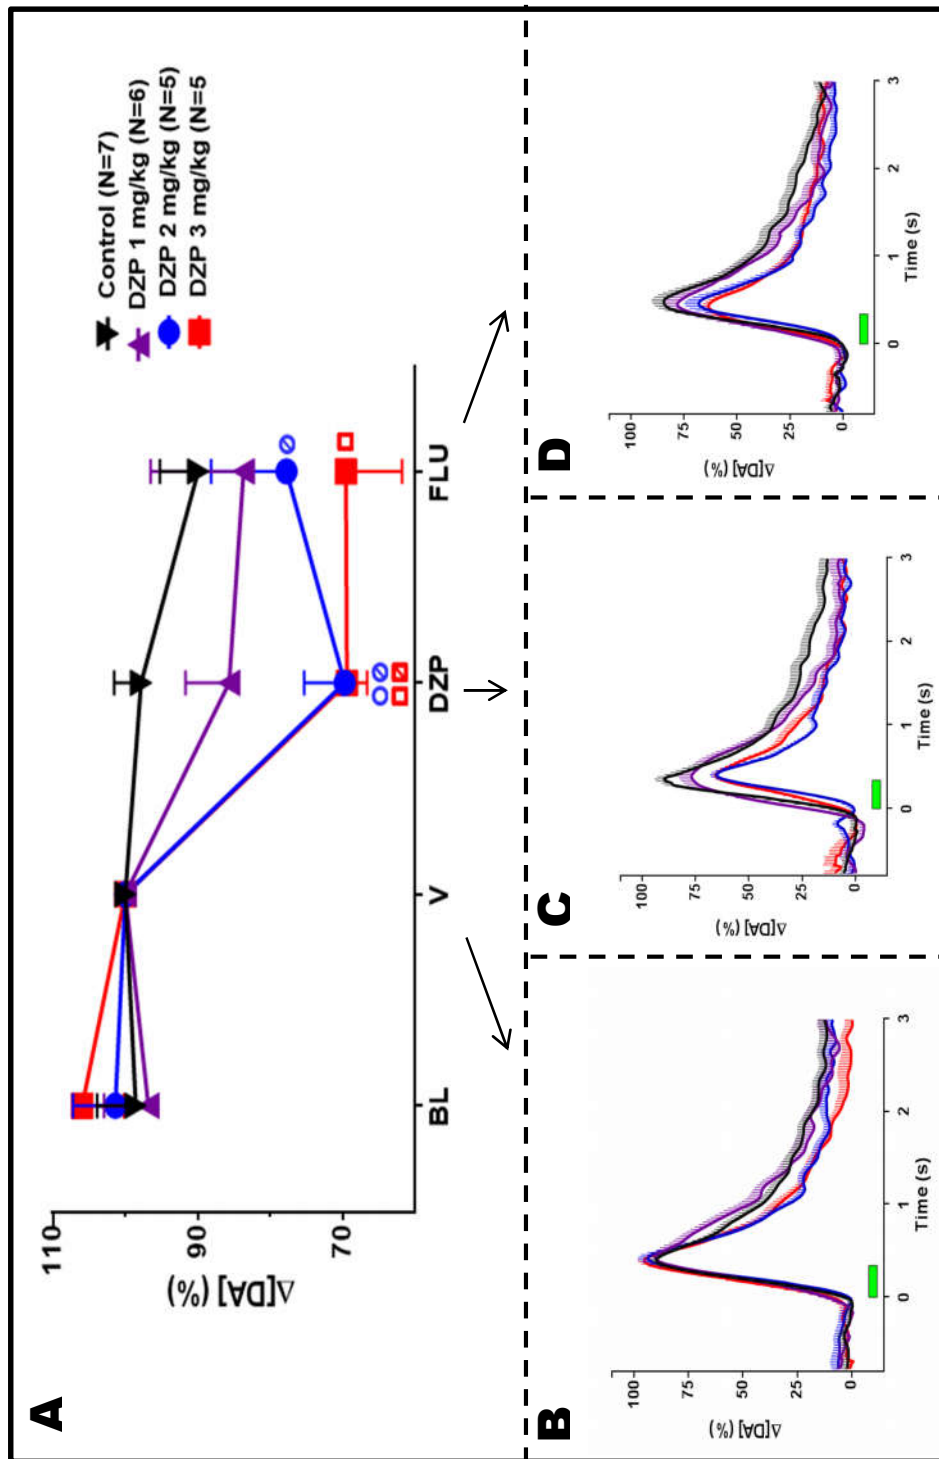 A
Control (N=7)
DZP 1 mg/kg (N=6)
DZP 2 mg/kg (N=5)
DZP 3 mg/kg (N=5
110
90
70
Δ[DA] (%)
BL
V
DZP
FLU
B
100
75
50
25
0
Δ[DA] (%)
0
1
2
3
Time (s)
C
100
75
50
25
0
Δ[DA] (%)
0
1
2
3
Time (s)
D
100
75
50
25
0
Δ[DA] (%)
0
1
2
3
Time (s)